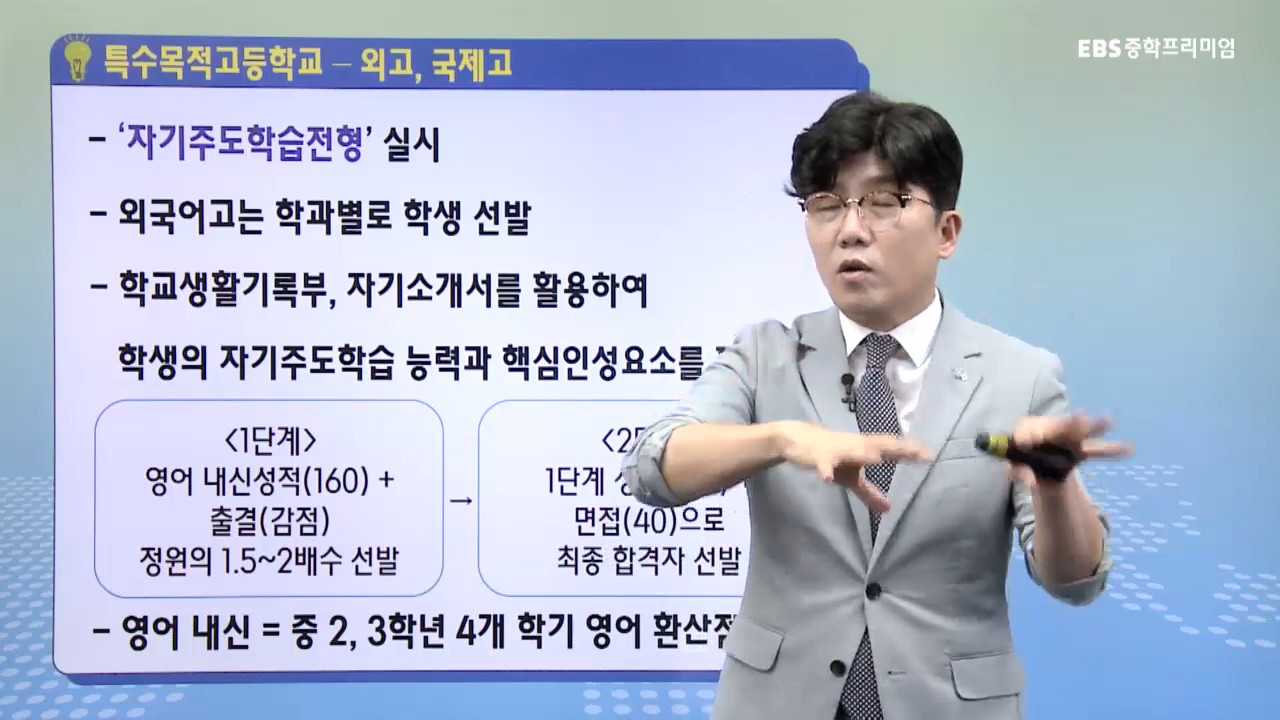 특수목적고등학교 – 외고, 국제고
EBS 중학프리미엄
- '자기주도학습전형' 실시
- 외국어고는 학과별로 학생 선발
- 학교생활기록부, 자기소개서를 활용하여
학생의 자기주도학습 능력과 핵심인성요소를
<1단계>
영어 내신성적(160) +
출결(감점)
정원의 1.5~2배수 선발
→
1단계
면접(40)으로
최종 합격자 선발
- 영어 내신 = 중 2, 3학년 4개 학기 영어